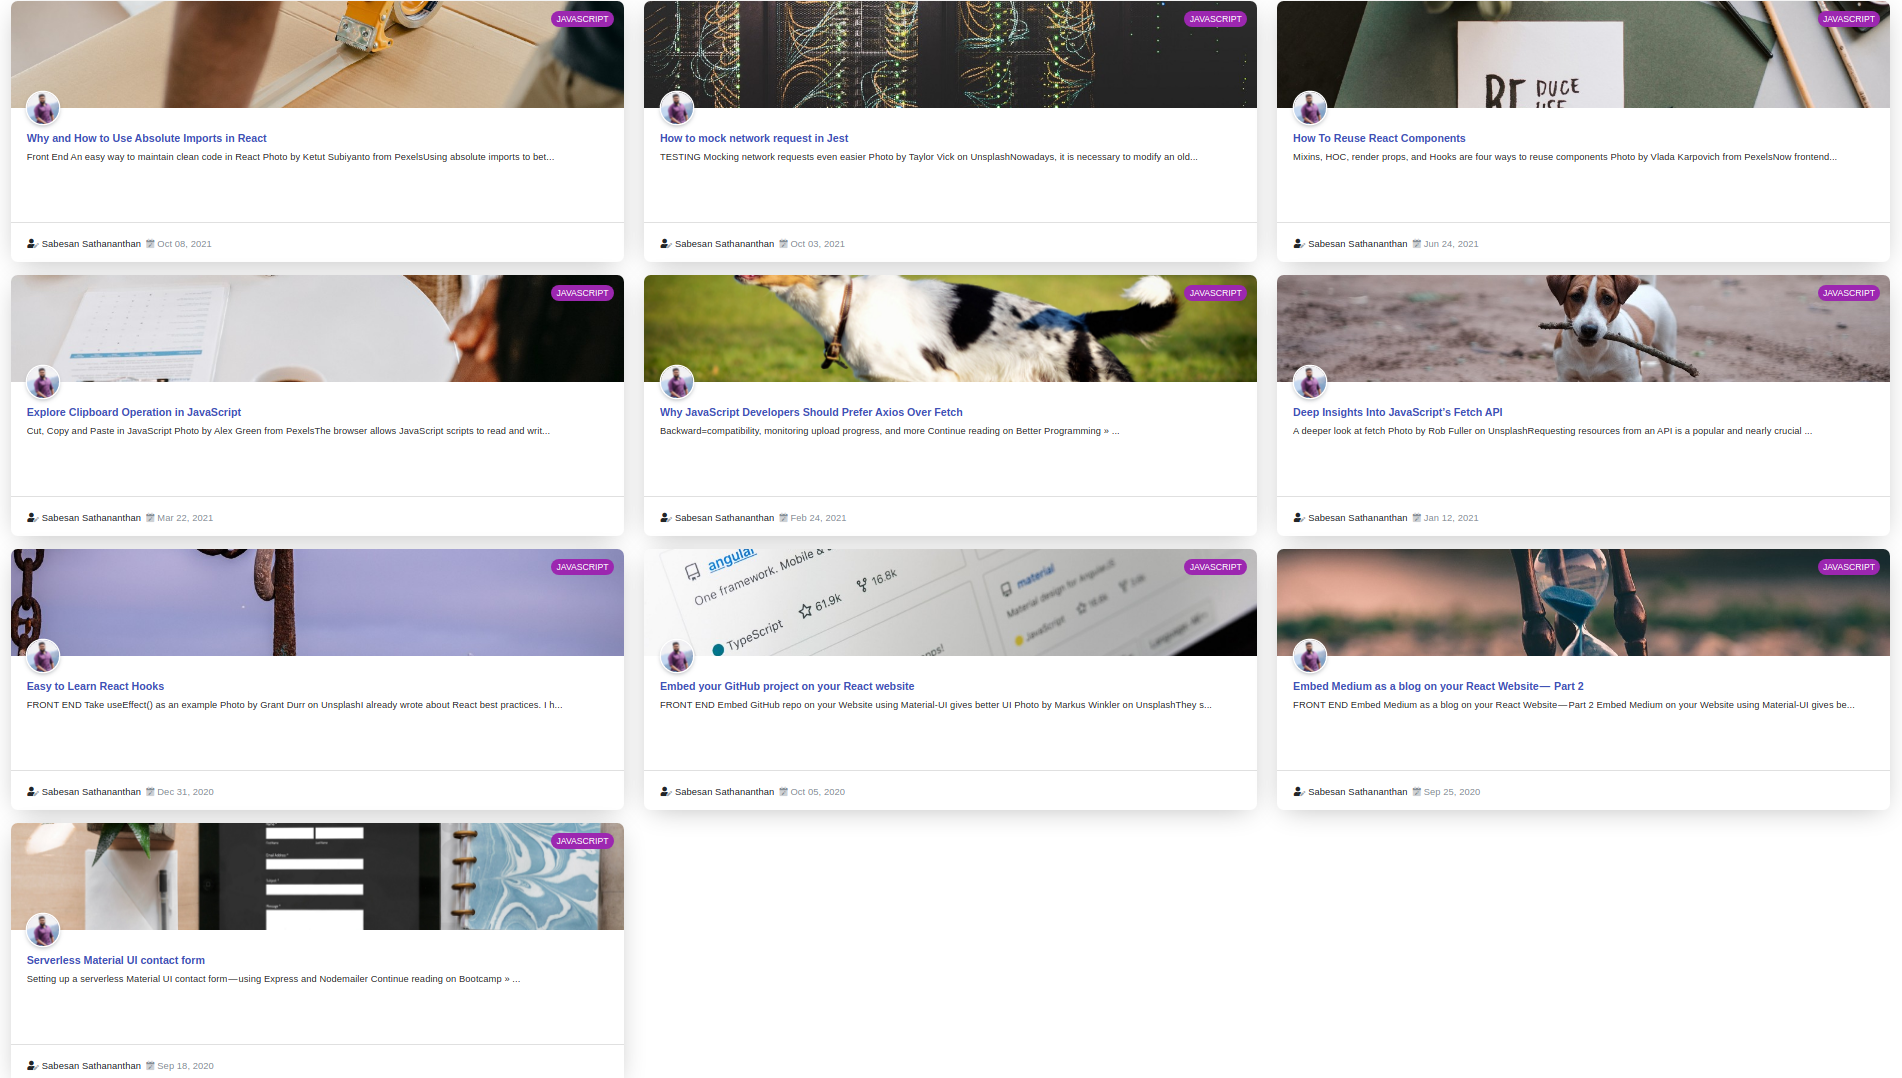 JAVASCRIPT
Why and How to Use Absolute Imports in React
Front End An easy way to maintain clean code in React Photo by Ketut Subiyanto from PexelsUsing absolute imports to bet...
Sabesan Sathananthan Oct 08, 2021
JAVASCRIPT
How to mock network request in Jest
TESTING Mocking network requests even easier Photo by Taylor Vick on UnsplashNowadays, it is necessary to modify an old...
Sabesan Sathananthan Oct 03, 2021
JAVASCRIPT
RE DUCE
USE
How To Reuse React Components
Mixins, HOC, render props, and Hooks are four ways to reuse components Photo by Vlada Karpovich from PexelsNow frontend...
Sabesan Sathananthan Jun 24, 2021
JAVASCRIPT
Explore Clipboard Operation in JavaScript
Cut, Copy and Paste in JavaScript Photo by Alex Green from PexelsThe browser allows JavaScript scripts to read and writ...
Sabesan Sathananthan Mar 22, 2021
JAVASCRIPT
Why JavaScript Developers Should Prefer Axios Over Fetch
Backward=compatibility, monitoring upload progress, and more Continue reading on Better Programming » ...
Sabesan Sathananthan Feb 24, 2021
JAVASCRIPT
Deep Insights Into JavaScript's Fetch API
A deeper look at fetch Photo by Rob Fuller on UnsplashRequesting resources from an API is a popular and nearly crucial ...
Sabesan Sathananthan Jan 12, 2021
JAVASCRIPT
Easy to Learn React Hooks
FRONT END Take useEffect() as an example Photo by Grant Durr on UnsplashI already wrote about React best practices. I h...
Sabesan Sathananthan Dec 31, 2020
JAVASCRIPT
angular
One framework. Mobile &
TypeScript 61.9k 16.8k
material
Material design for AngularJS
JavaScript
Embed your GitHub project on your React website
FRONT END Embed GitHub repo on your Website using Material-UI gives better UI Photo by Markus Winkler on UnsplashThey s...
Sabesan Sathananthan Oct 05, 2020
JAVASCRIPT
Embed Medium as a blog on your React Website— Part 2
FRONT END Embed Medium as a blog on your React Website—Part 2 Embed Medium on your Website using Material-UI gives be...
Sabesan Sathananthan Sep 25, 2020
JAVASCRIPT
Serverless Material UI contact form
Setting up a serverless Material UI contact form—using Express and Nodemailer Continue reading on Bootcamp » ...
Sabesan Sathananthan Sep 18, 2020